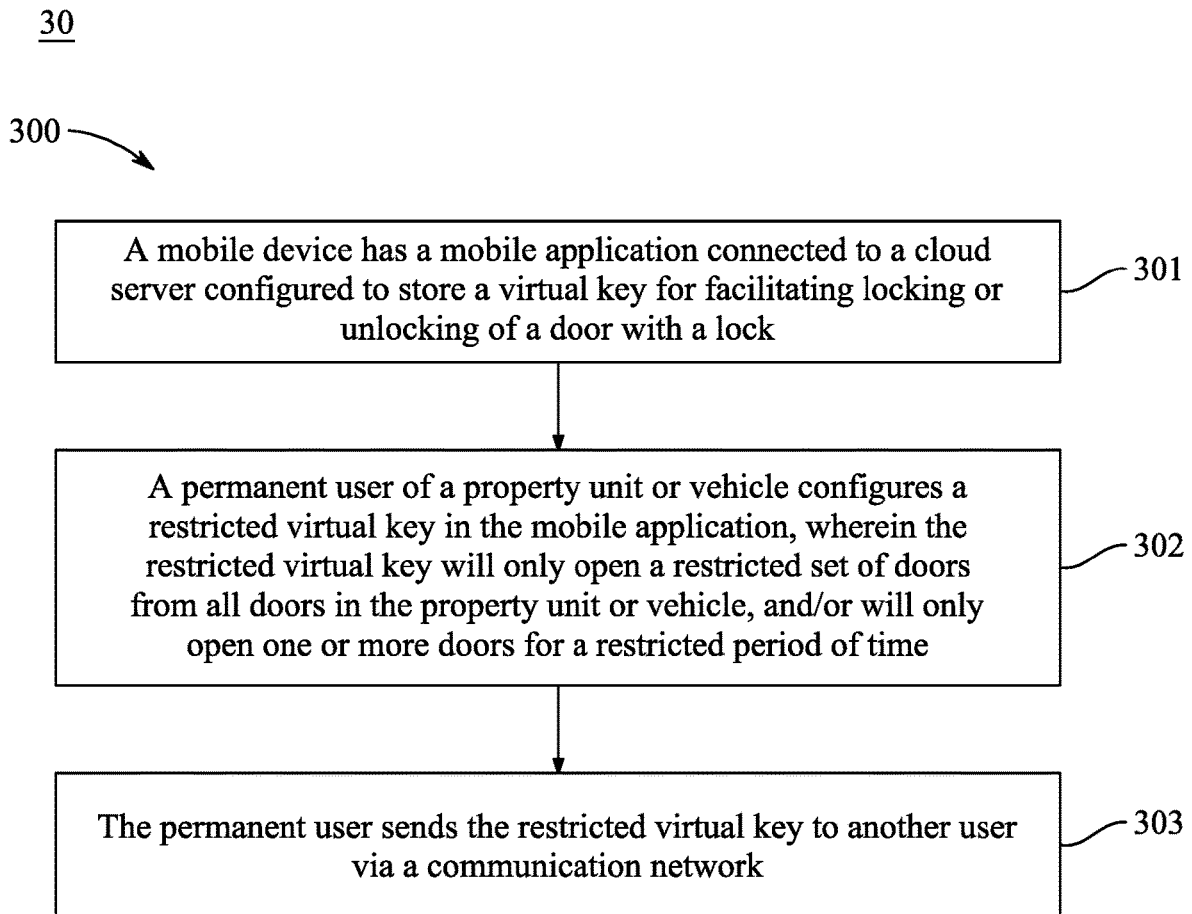 30
300
A mobile device has a mobile application connected to a cloud
server configured to store a virtual key for facilitating locking or
unlocking of a door with a lock
301
A permanent user of a property unit or vehicle configures a
restricted virtual key in the mobile application, wherein the
restricted virtual key will only open a restricted set of doors
from all doors in the property unit or vehicle, and/or will only
open one or more doors for a restricted period of time
302
The permanent user sends the restricted virtual key to another user
via a communication network
303